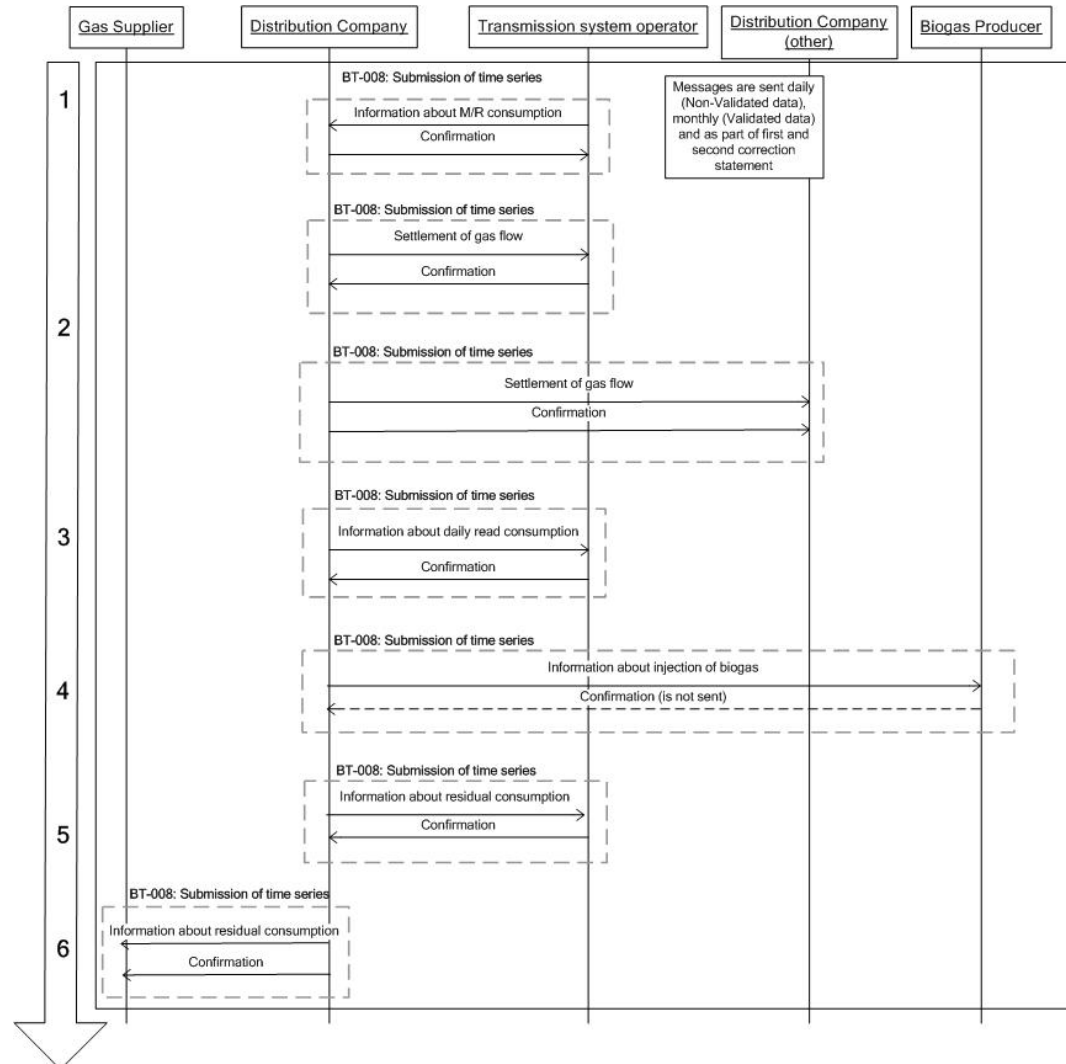 Gas Supplier
Distribution Company
Transmission system operator
Distribution Company
(other)
Biogas Producer
Messages are sent daily
(Non-Validated data),
monthly (Validated data)
and as part of first and
second correction
statement
1
BT-008: Submission of time series
Information about M/R consumption
Confirmation
BT-008: Submission of time series
Settlement of gas flow
Confirmation
2
BT-008: Submission of time series
Settlement of gas flow
Confirmation
BT-008: Submission of time series
3
Information about daily read consumption
Confirmation
BT-008: Submission of time series
4
Information about injection of biogas
Confirmation (is not sent)
BT-008: Submission of time series
5
Information about residual consumption
Confirmation
BT-008: Submission of time series
6
Information about residual consumption
Confirmation